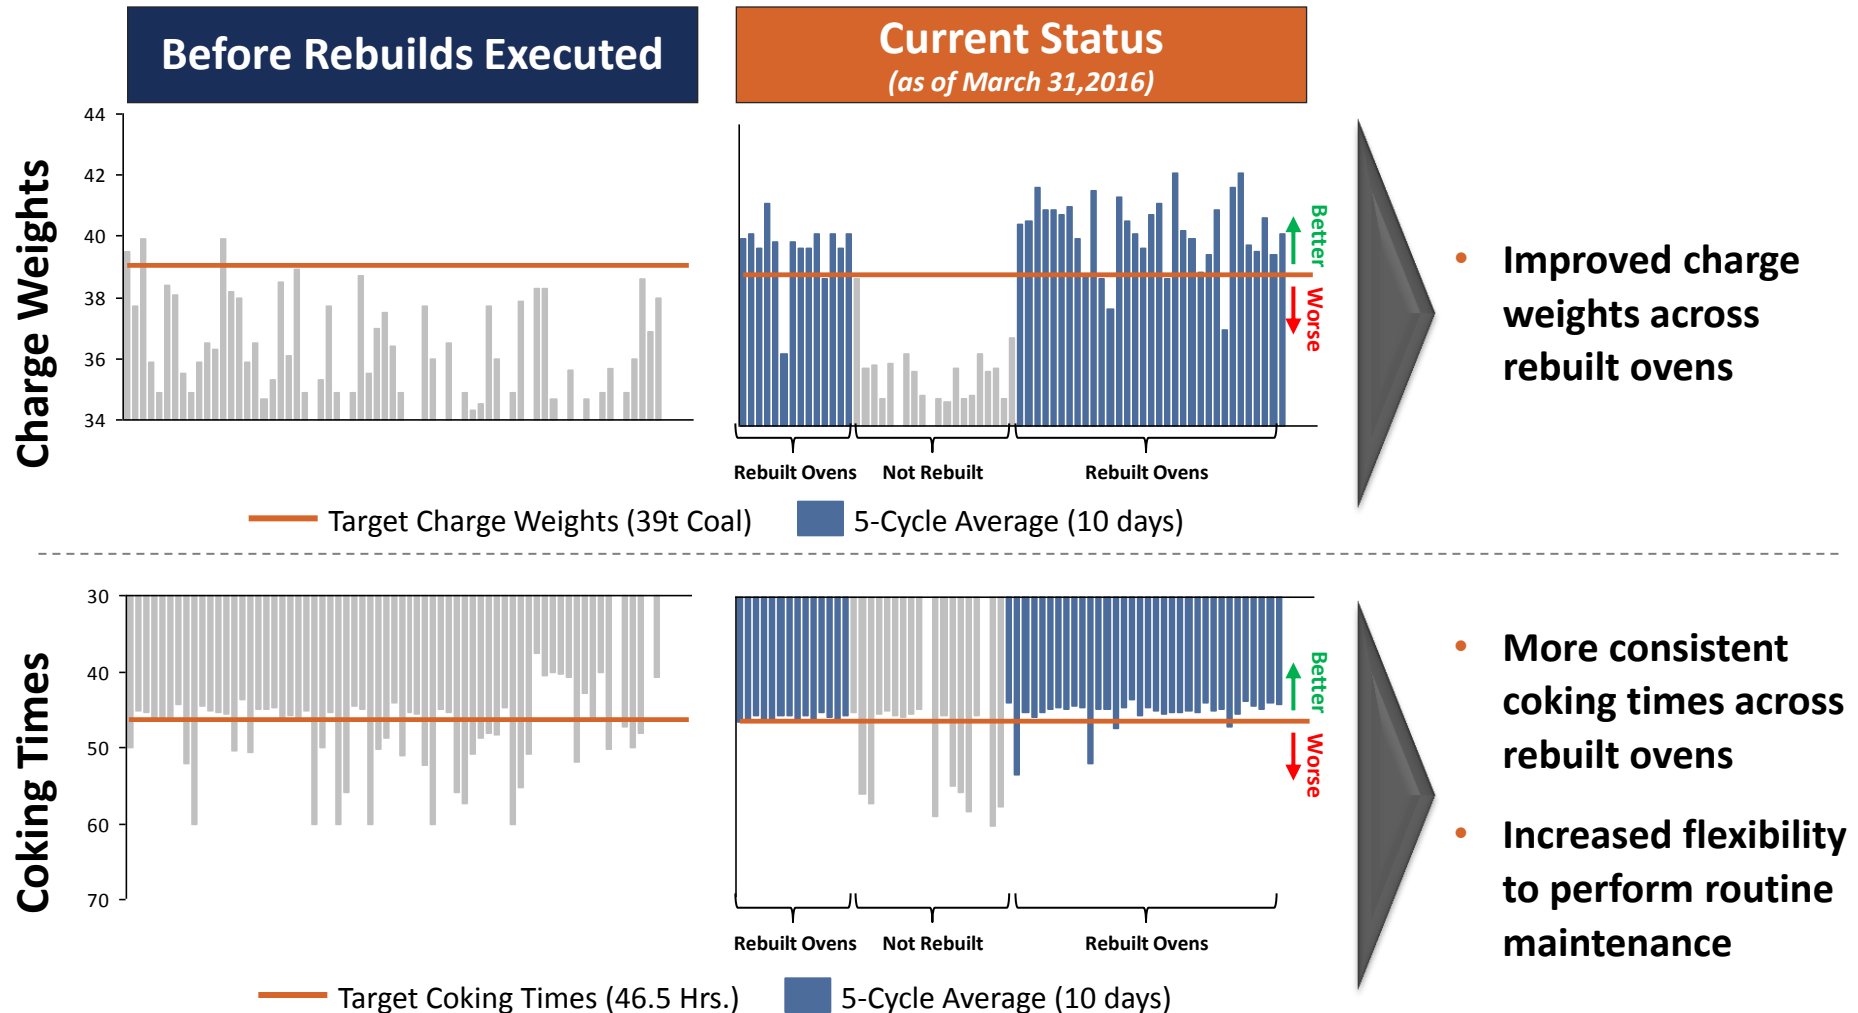 Before Rebuilds Executed
Current Status
(as of March 31,2016)
Charge Weights
44
42
40
38
36
34
Better
Worse
Rebuilt Ovens
Not Rebuilt
Rebuilt Ovens
Target Charge Weights (39t Coal)
5-Cycle Average (10 days)
• Improved charge
weights across
rebuilt ovens
Coking Times
30
40
50
60
70
Better
Worse
Rebuilt Ovens
Not Rebuilt
Rebuilt Ovens
Target Coking Times (46.5 Hrs.)
5-Cycle Average (10 days)
• More consistent
coking times across
rebuilt ovens
• Increased flexibility
to perform routine
maintenance